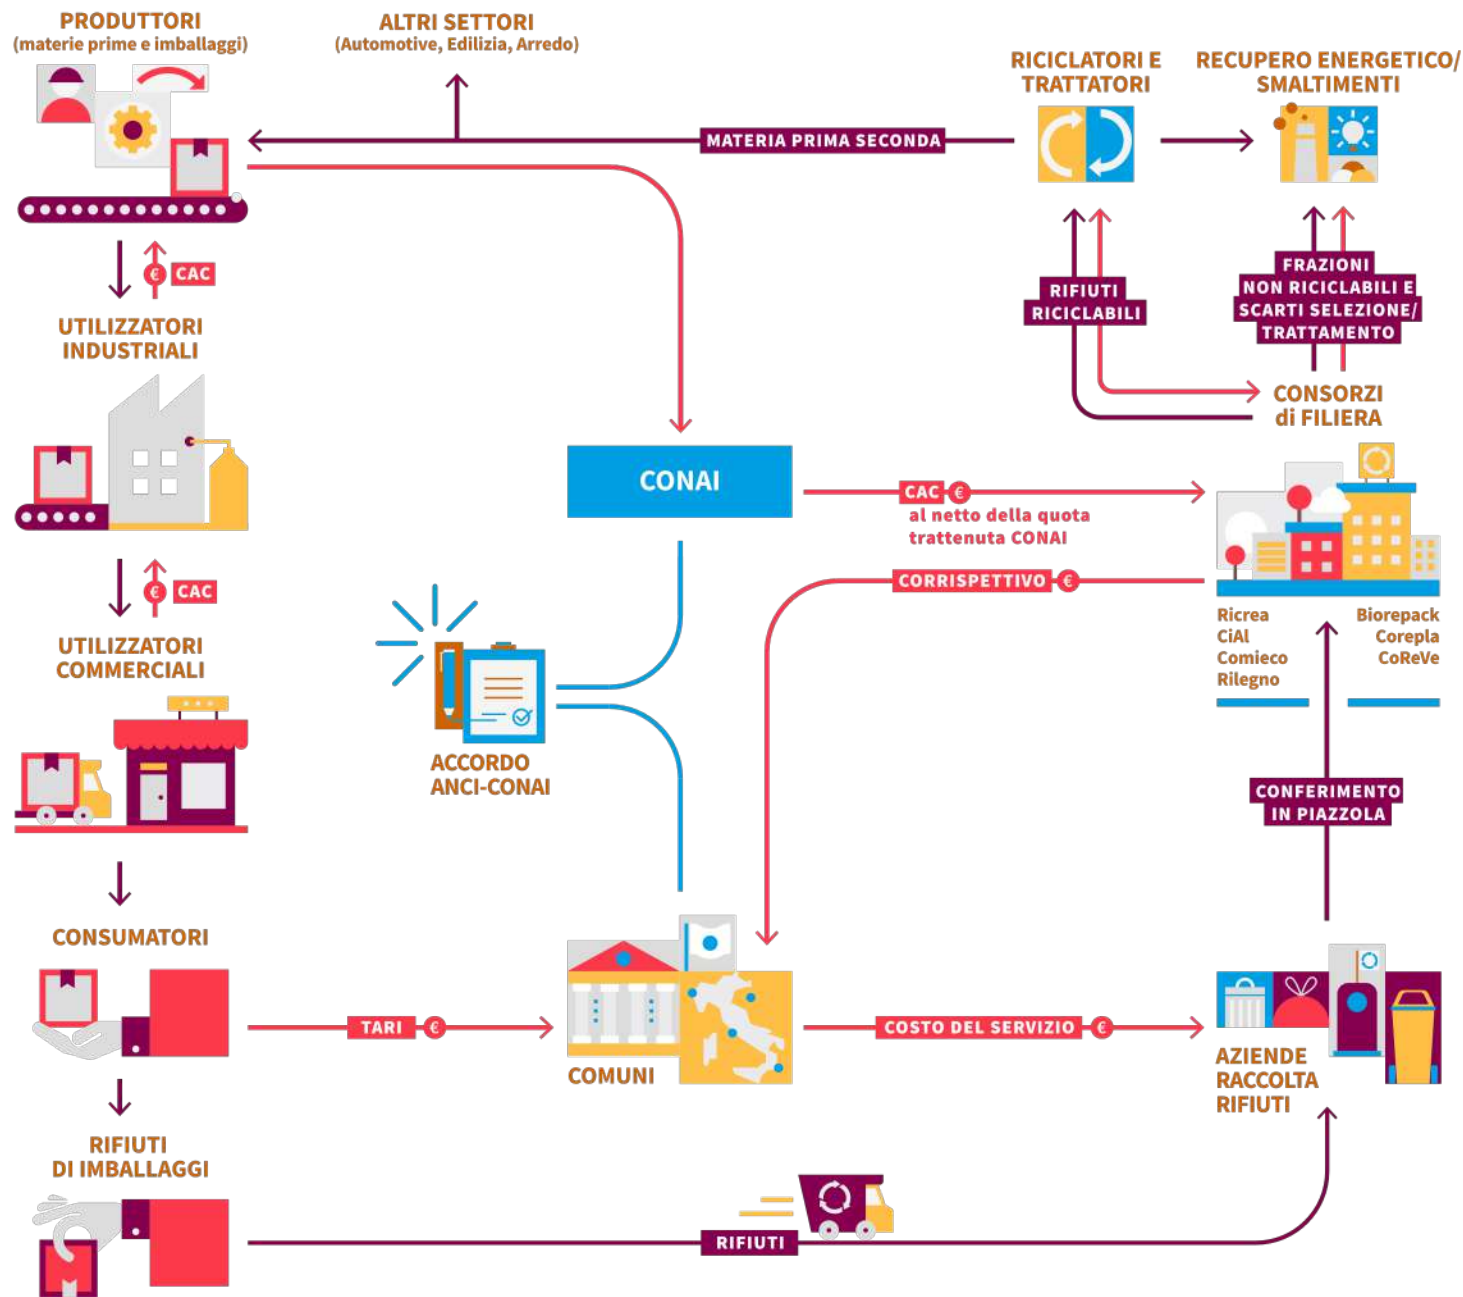 PRODUTTORI
(materie prime e imballaggi)
ALTRI SETTORI
(Automotive, Edilizia, Arredo)
RICICLATORI E
TRATTATORI
RECUPERO ENERGETICO/
SMALTIMENTI
MATERIA PRIMA SECONDA
€ CAC
RIFIUTI
RICICLABILI
FRAZIONI
NON RICICLABILI E
SCARTI SELEZIONE/
TRATTAMENTO
UTILIZZATORI
INDUSTRIALI
CONSORZI
di FILIERA
CONAI
CAC €
al netto della quota
trattenuta CONAI
CORRISPETTIVO €
€ CAC
UTILIZZATORI
COMMERCIALI
Ricrea
CiAl
Comieco
Rilegno
Biorepack
Corepla
CoReVe
ACCORDO
ANCI-CONAI
CONFERIMENTO
IN PIAZZOLA
CONSUMATORI
TARI €
COMUNI
COSTO DEL SERVIZIO €
AZIENDE
RACCOLTA
RIFIUTI
RIFIUTI
DI IMBALLAGGI
RIFIUTI